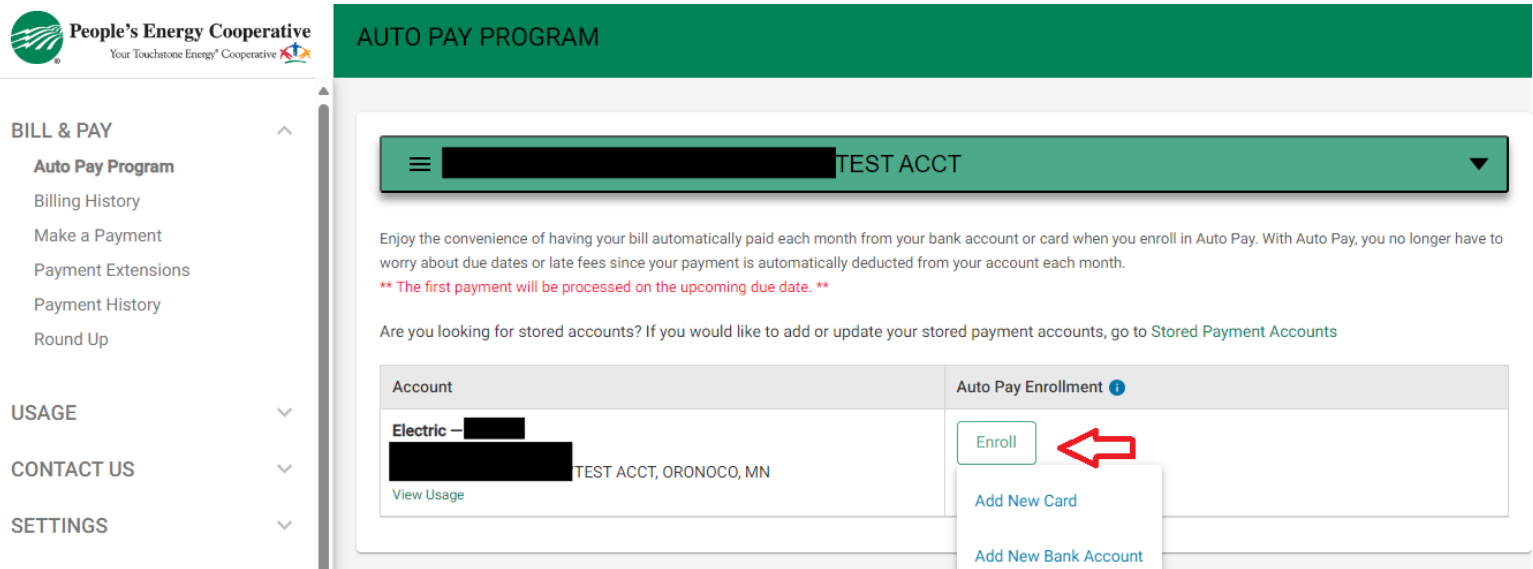 People's Energy Cooperative
Your Touchstone Energy® Cooperative
®
BILL & PAY
Auto Pay Program
Billing History
Make a Payment
Payment Extensions
Payment History
Round Up
USAGE
CONTACT US
SETTINGS
AUTO PAY PROGRAM
TEST ACCT
Enjoy the convenience of having your bill automatically paid each month from your bank account or card when you enroll in Auto Pay. With Auto Pay, you no longer have to
worry about due dates or late fees since your payment is automatically deducted from your account each month.
** The first payment will be processed on the upcoming due date. **
Are you looking for stored accounts? If you would like to add or update your stored payment accounts, go to Stored Payment Accounts
Account
Auto Pay Enrollment
Electric —
TEST ACCT, ORONOCO, MN
View Usage
Enroll
Add New Card
Add New Bank Account